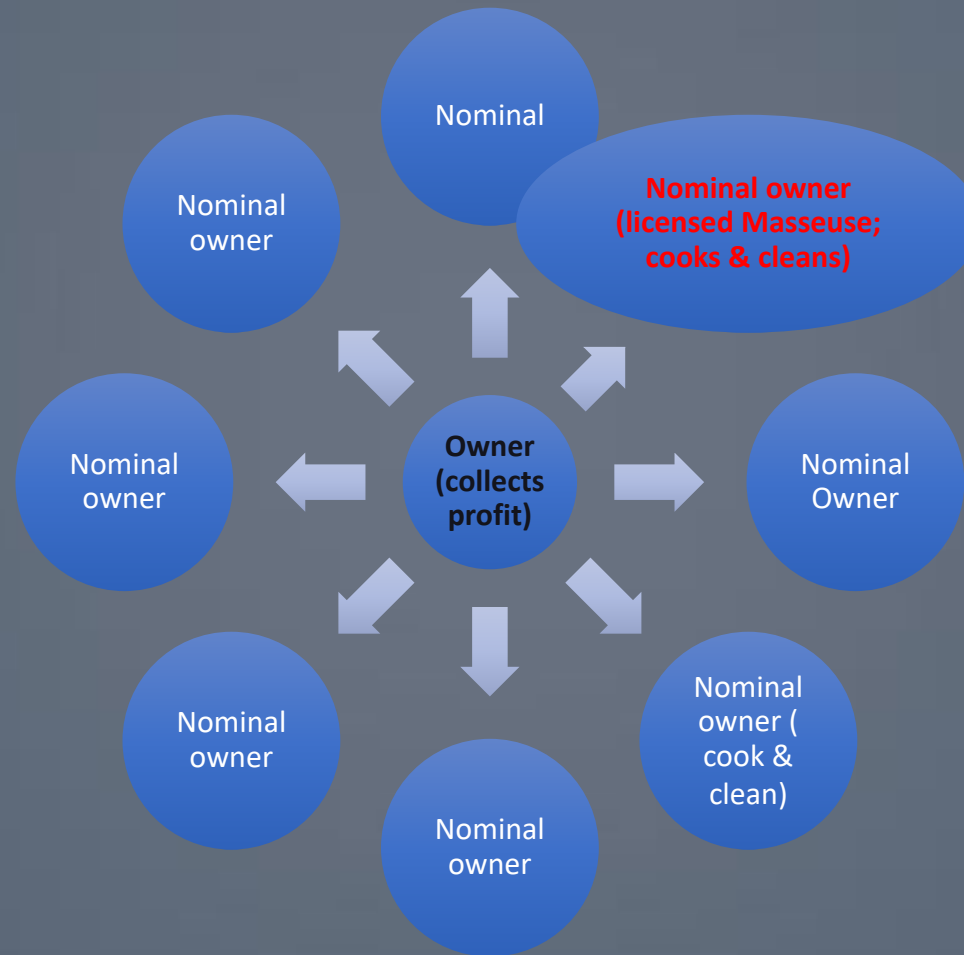 Nominal
Nominal owner
(licensed Masseuse;
cooks & cleans)
Nominal
owner
Nominal
owner
Owner
(collects
profit)
Nominal
Owner
Nominal
owner
Nominal
owner (
cook &
clean)
Nominal
owner